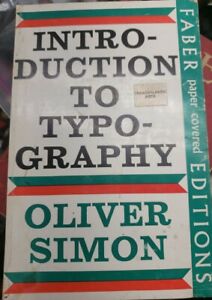 INTRO-
DUCTION
TO
TYPO-
GRAPHY
OLIVER
SIMON
FABER paper covered EDITIONS